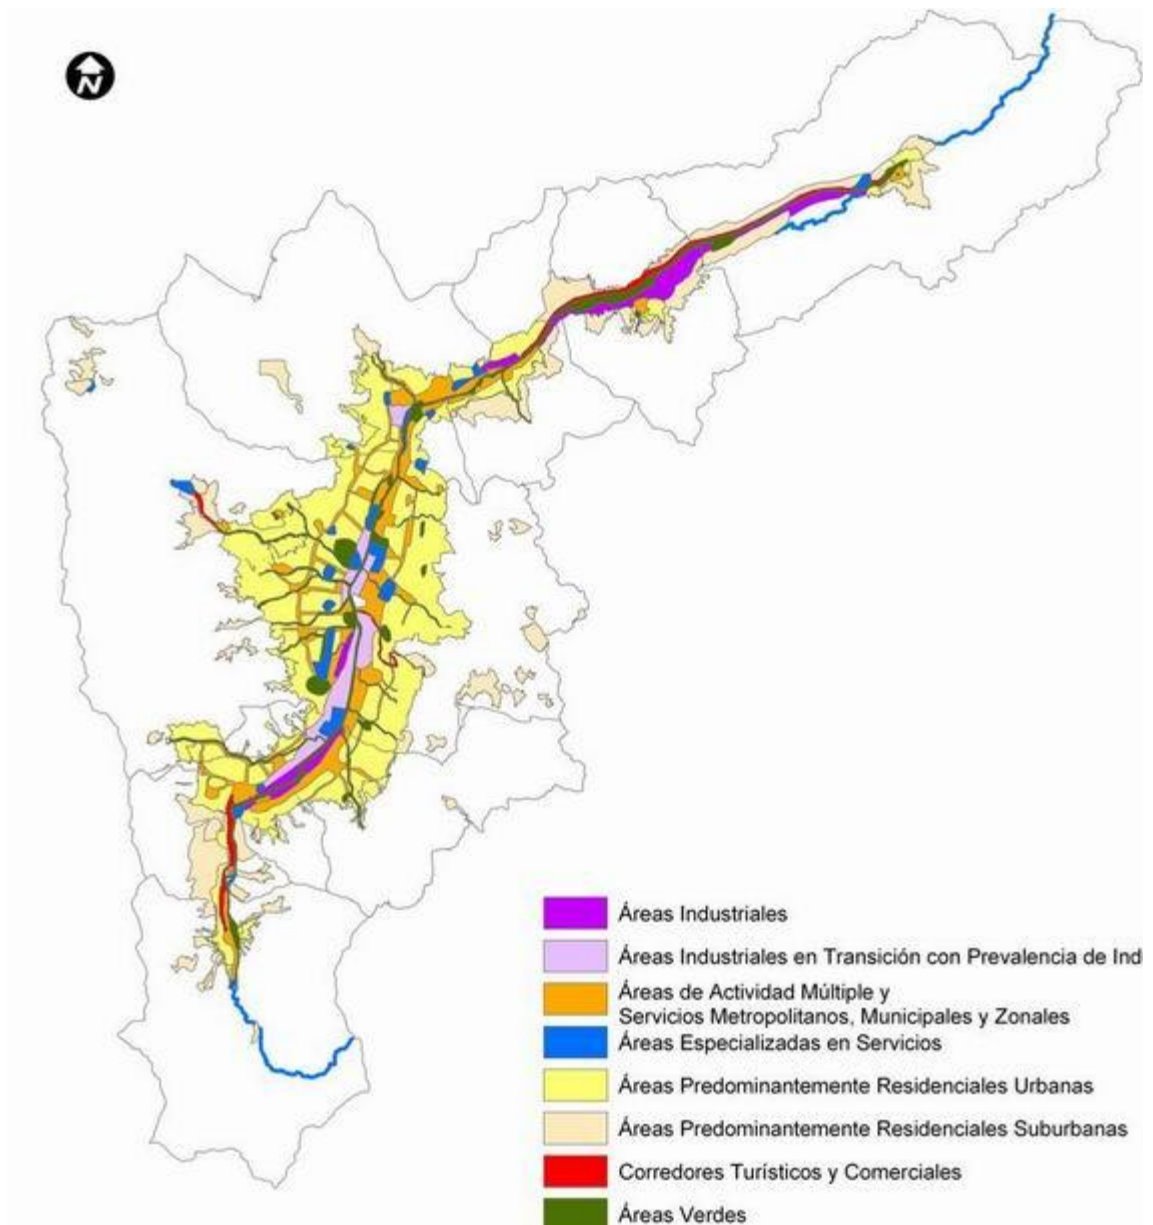 N
Áreas Industriales
Áreas Industriales en Transición con Prevalencia de Ind
Áreas de Actividad Múltiple y
Servicios Metropolitanos, Municipales y Zonales
Áreas Especializadas en Servicios
Áreas Predominantemente Residenciales Urbanas
Áreas Predominantemente Residenciales Suburbanas
Corredores Turísticos y Comerciales
Áreas Verdes